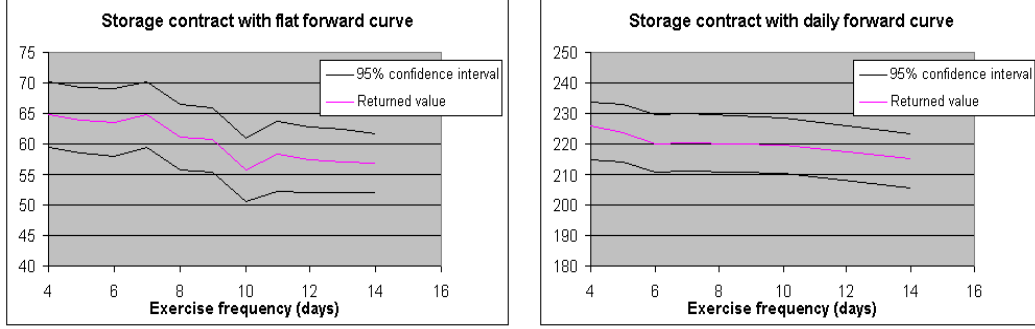 Storage contract with flat forward curve
75
70
65
60
55
50
45
40
4 6 8 10 12 14 16
Exercise frequency (days)
95% confidence interval
Returned value
Storage contract with daily forward curve
250
240
230
220
210
200
190
180
4 6 8 10 12 14 16
Exercise frequency (days)
95% confidence interval
Returned value